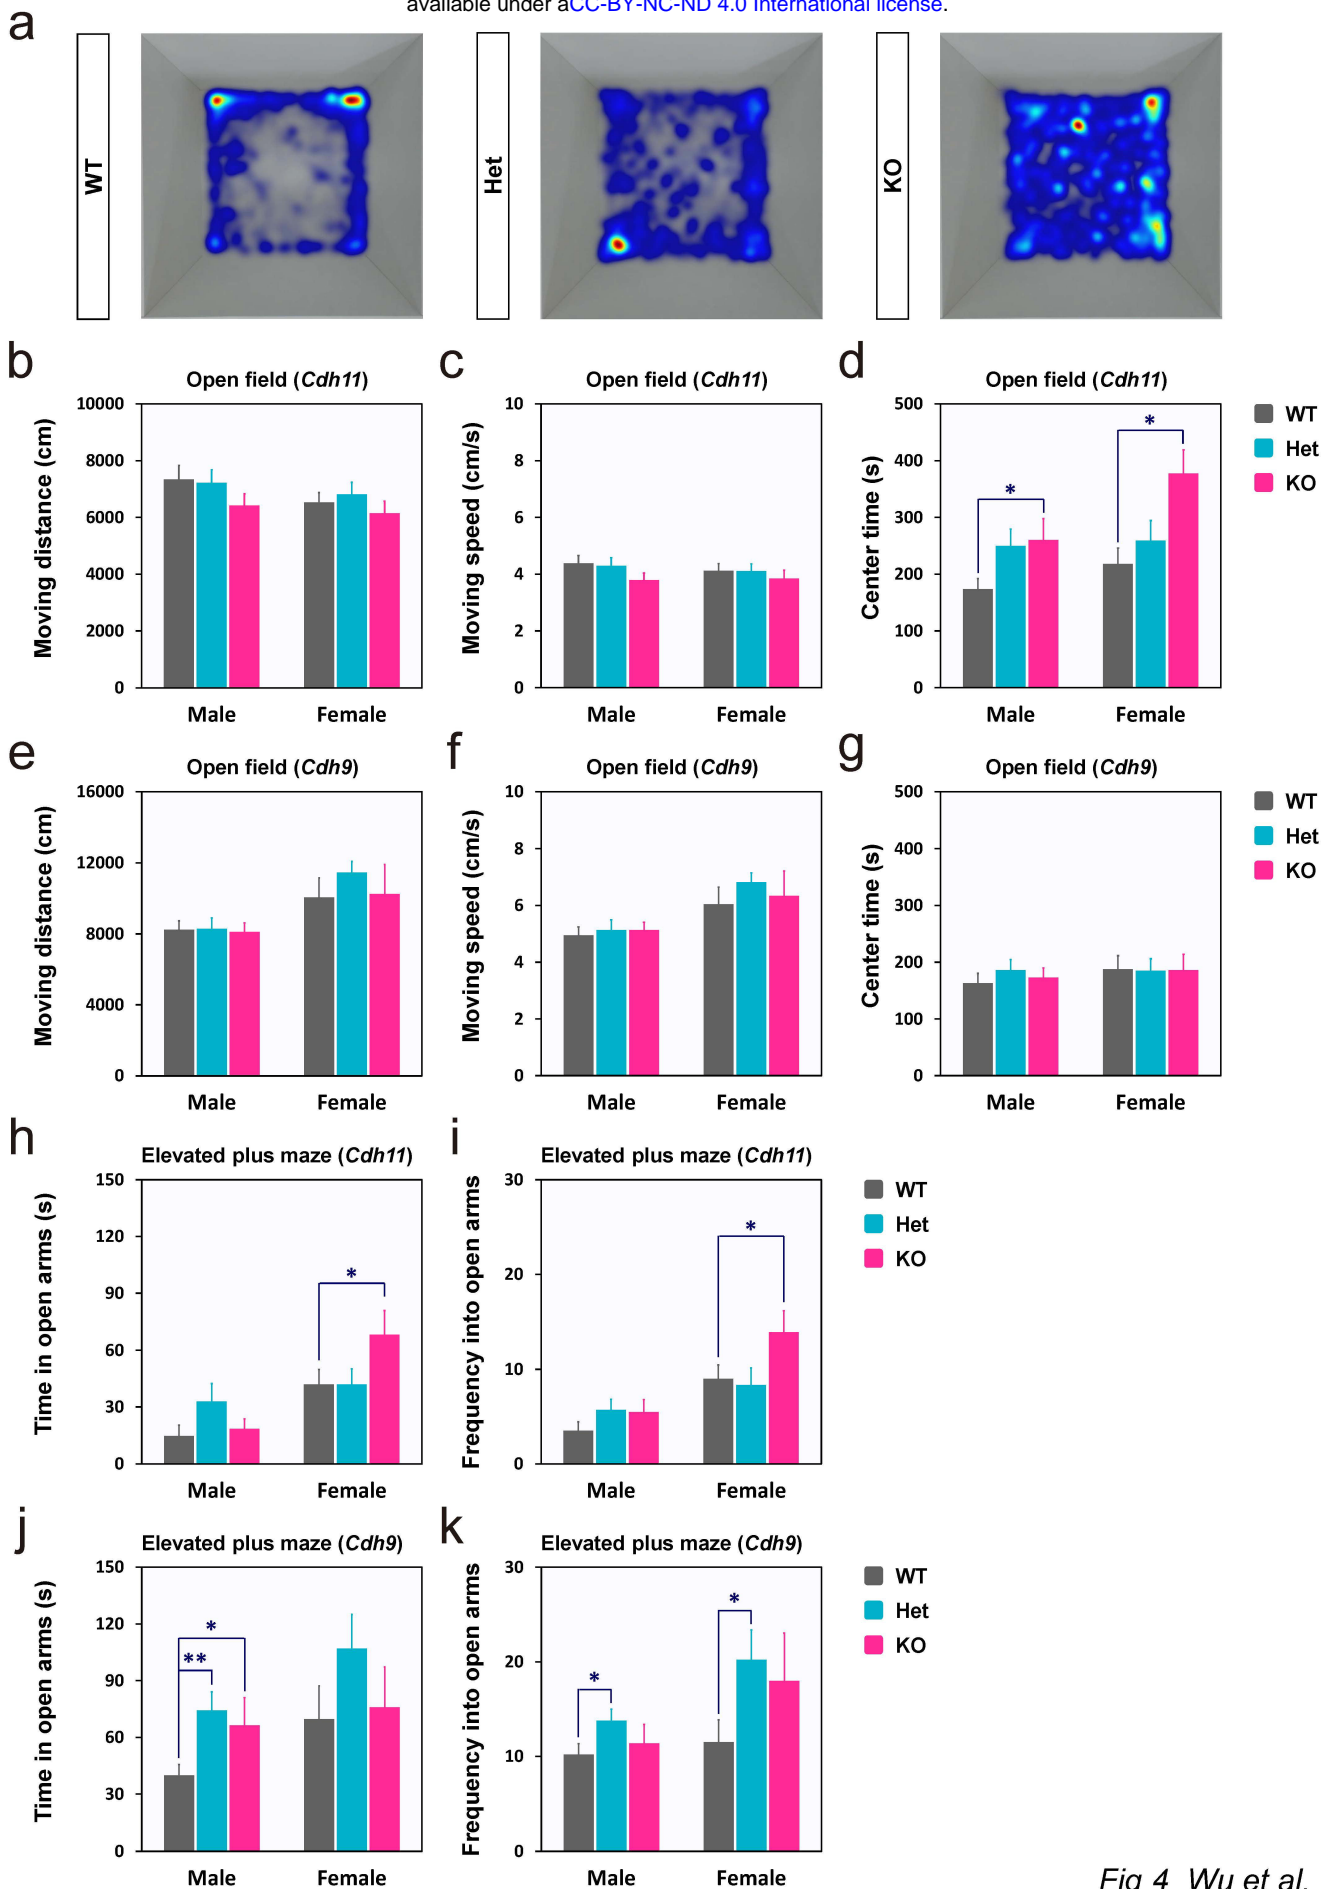 available under aCC-BY-NC-ND 4.0 International license.
a
WT
Het
KO
b
Open field (Cdh11)
Moving distance (cm)
10000
8000
6000
4000
2000
0
Male
Female
c
Open field (Cdh11)
Moving speed (cm/s)
10
8
6
4
2
0
Male
Female
d
Open field (Cdh11)
Center time (s)
500
400
300
200
100
0
*
*
Male
Female
WT
Het
KO
e
Open field (Cdh9)
Moving distance (cm)
16000
12000
8000
4000
0
Male
Female
f
Open field (Cdh9)
Moving speed (cm/s)
10
8
6
4
2
0
Male
Female
g
Open field (Cdh9)
Center time (s)
500
400
300
200
100
0
Male
Female
WT
Het
KO
h
Elevated plus maze (Cdh11)
Time in open arms (s)
150
120
90
60
30
0
*
Male
Female
i
Elevated plus maze (Cdh11)
Frequency into open arms
30
20
10
0
*
Male
Female
WT
Het
KO
j
Elevated plus maze (Cdh9)
Time in open arms (s)
150
120
90
60
30
0
*
**
Male
Female
k
Elevated plus maze (Cdh9)
Frequency into open arms
30
20
10
0
*
*
Male
Female
WT
Het
KO
Fig 4 Wu et al.